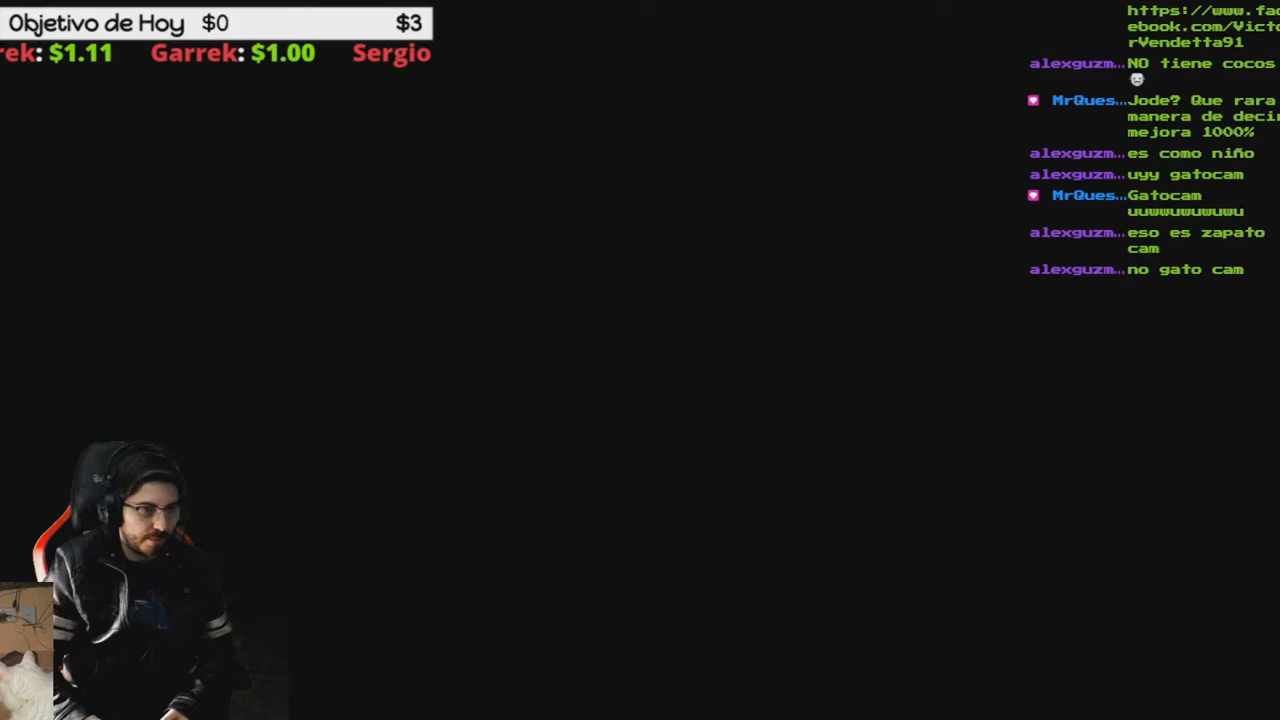 Objetivo de Hoy $0 $3
rek: $1.11 Garrek: $1.00 Sergio
https://www.fac
ebook.com/Victo
rVendetta91
alexguzm… NO tiene cocos
MrQues… Jode? Que rara
manera de decir
mejora 1000%
alexguzm… es como niño
alexguzm… uyy gatocam
MrQues… Gatocam
uuwwuwuwuwu
alexguzm… eso es zapato
cam
alexguzm… no gato cam